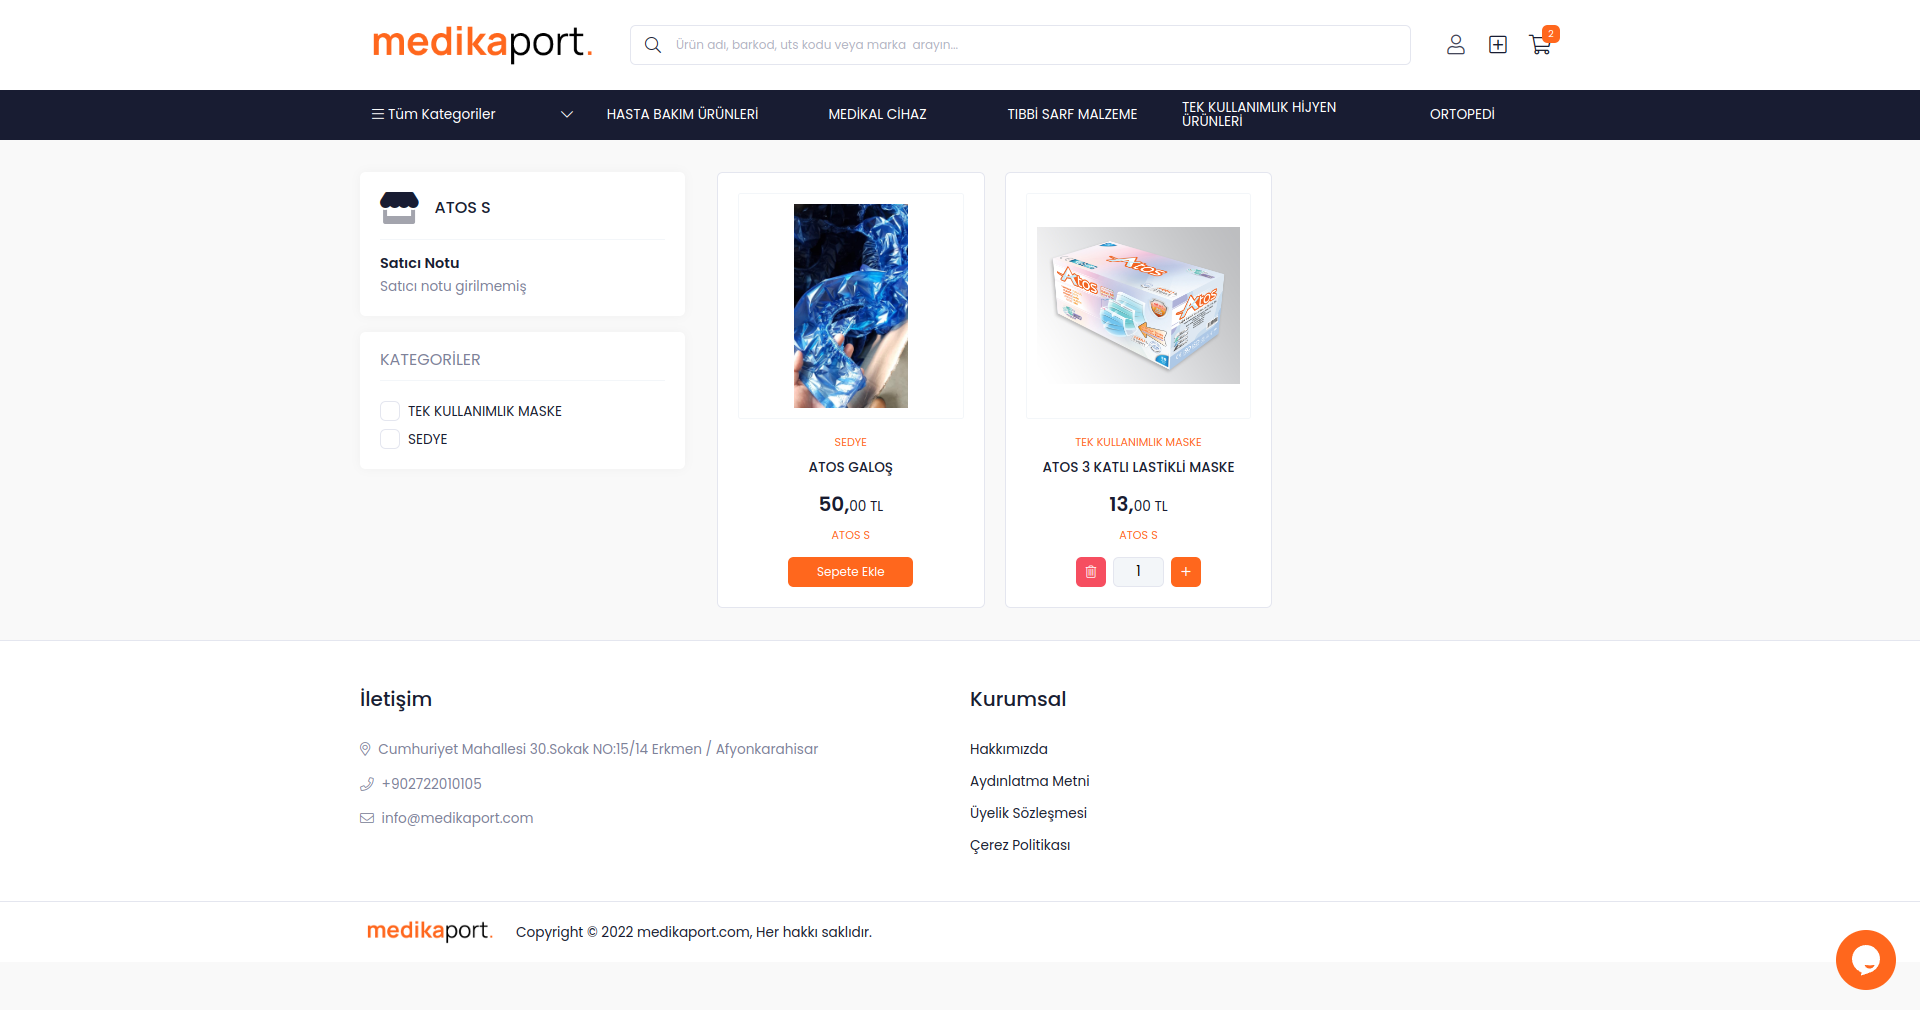 medikaport.
Ürün adı, barkod, uts kodu veya marka arayın...
2
Tüm Kategoriler
HASTA BAKIM ÜRÜNLERİ
MEDİKAL CİHAZ
TIBBİ SARF MALZEME
TEK KULLANIMLIK HİJYEN
ÜRÜNLERİ
ORTOPEDİ
ATOS S
Satıcı Notu
Satıcı notu girilmemiş
KATEGORİLER
TEK KULLANIMLIK MASKE
SEDYE
SEDYE
ATOS GALOŞ
50,00 TL
ATOS S
Sepete Ekle
Atos
Atos
Atos
TEK KULLANIMLIK MASKE
ATOS 3 KATLI LASTİKLİ MASKE
13,00 TL
ATOS S
1
+
İletişim
Cumhuriyet Mahallesi 30.Sokak NO:15/14 Erkmen / Afyonkarahisar
+902722010105
info@medikaport.com
Kurumsal
Hakkımızda
Aydınlatma Metni
Üyelik Sözleşmesi
Çerez Politikası
medikaport.
Copyright © 2022 medikaport.com, Her hakkı saklıdır.